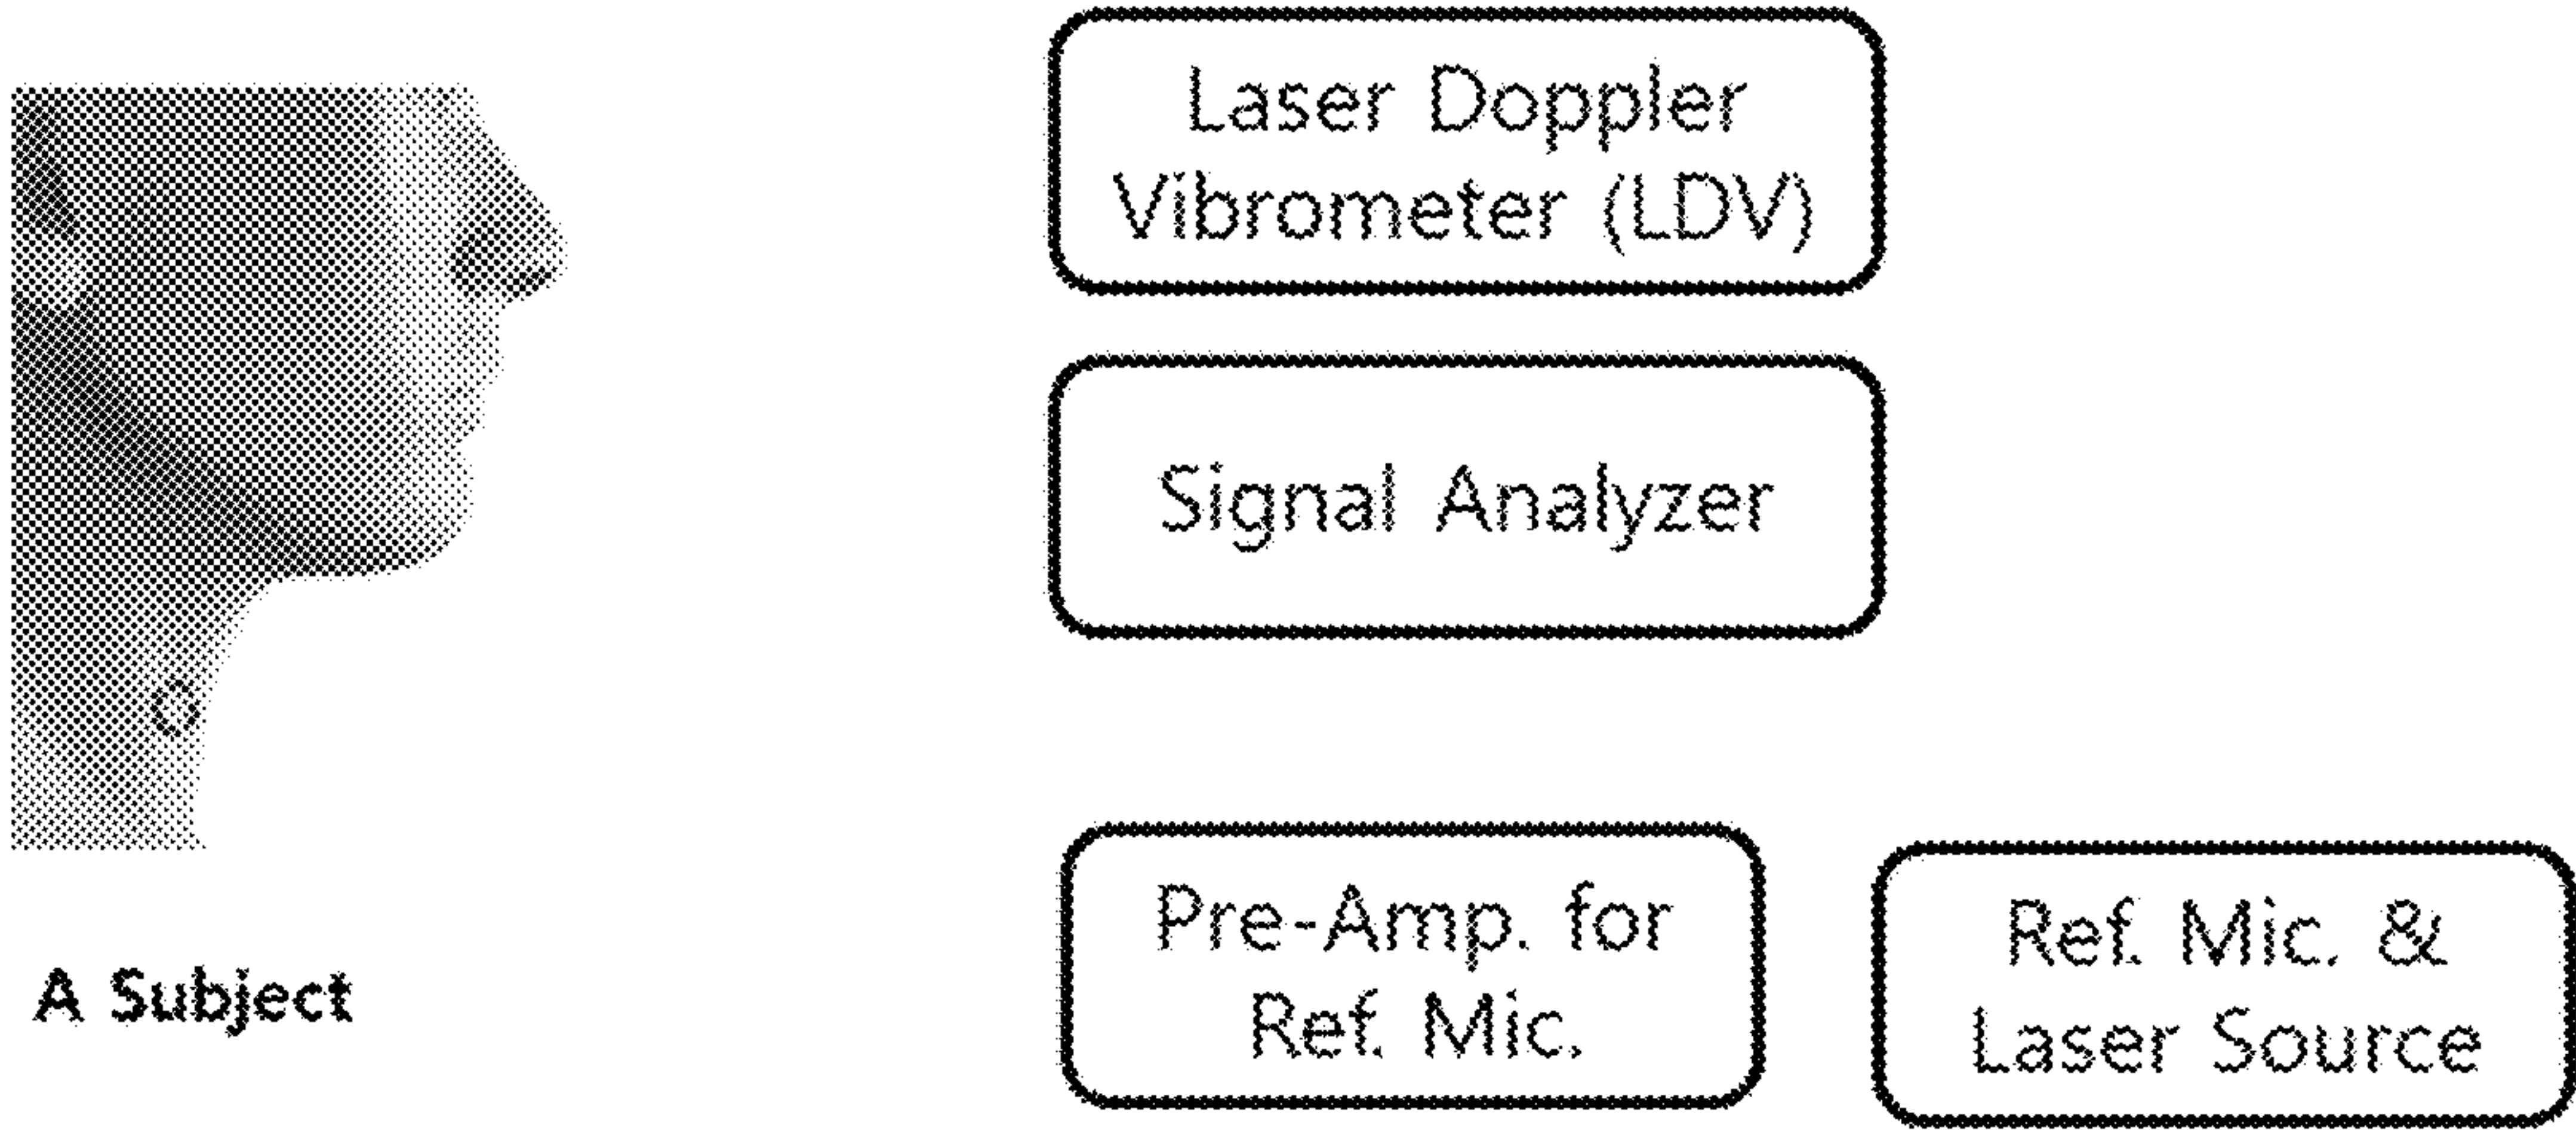 Laser Doppler
Vibrometer (LDV)
Signal Analyzer
Pre-Amp. for
Ref. Mic.
Ref. Mic. &
Laser Source
A Subject